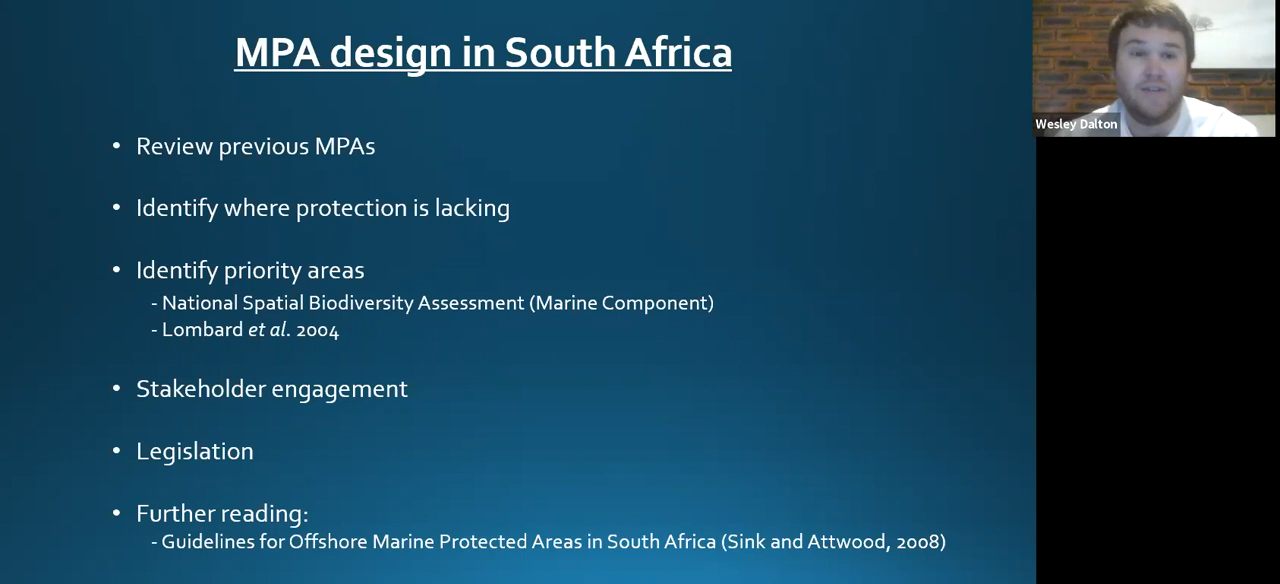 MPA design in South Africa
Wesley Dalton
• Review previous MPAs
• Identify where protection is lacking
• Identify priority areas
- National Spatial Biodiversity Assessment (Marine Component)
- Lombard et al. 2004
• Stakeholder engagement
• Legislation
• Further reading:
- Guidelines for Offshore Marine Protected Areas in South Africa (Sink and Attwood, 2008)